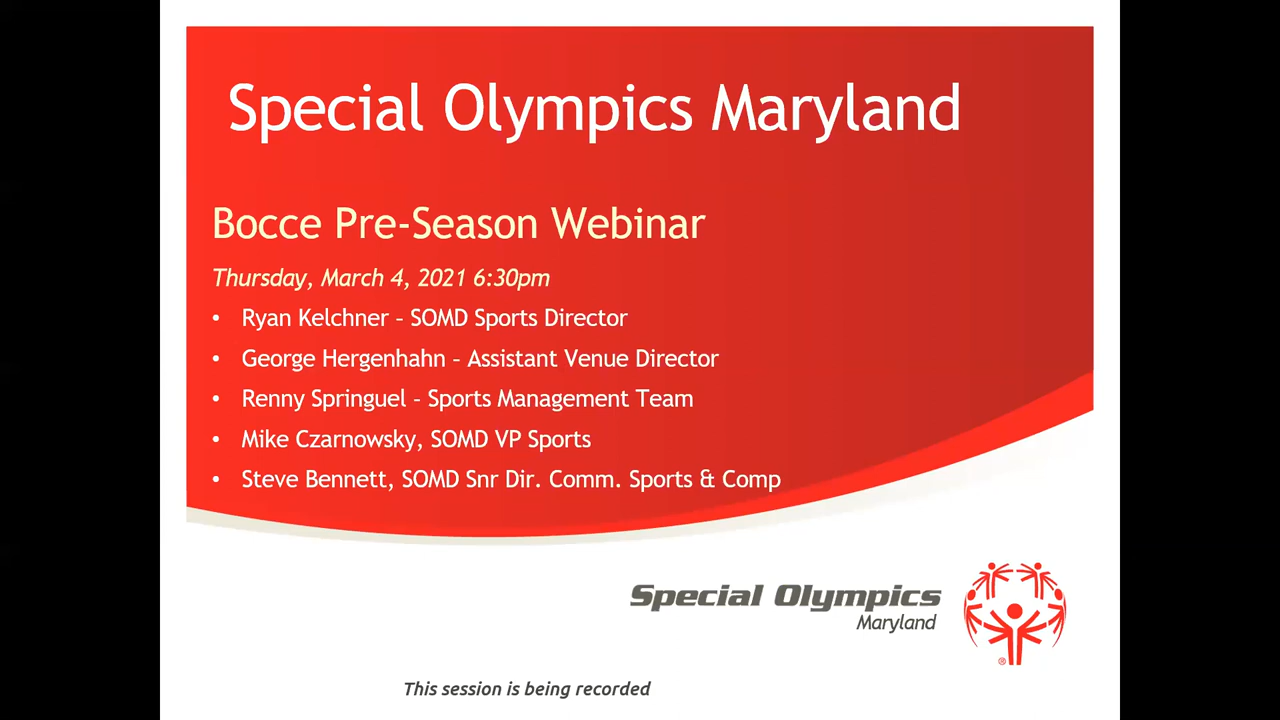 Special Olympics Maryland
Bocce Pre-Season Webinar
Thursday, March 4, 2021 6:30pm
• Ryan Kelchner – SOMD Sports Director
• George Hergenhahn – Assistant Venue Director
• Renny Springuel – Sports Management Team
• Mike Czarnowsky, SOMD VP Sports
• Steve Bennett, SOMD Snr Dir. Comm. Sports & Comp
Special Olympics
Maryland
®
This session is being recorded